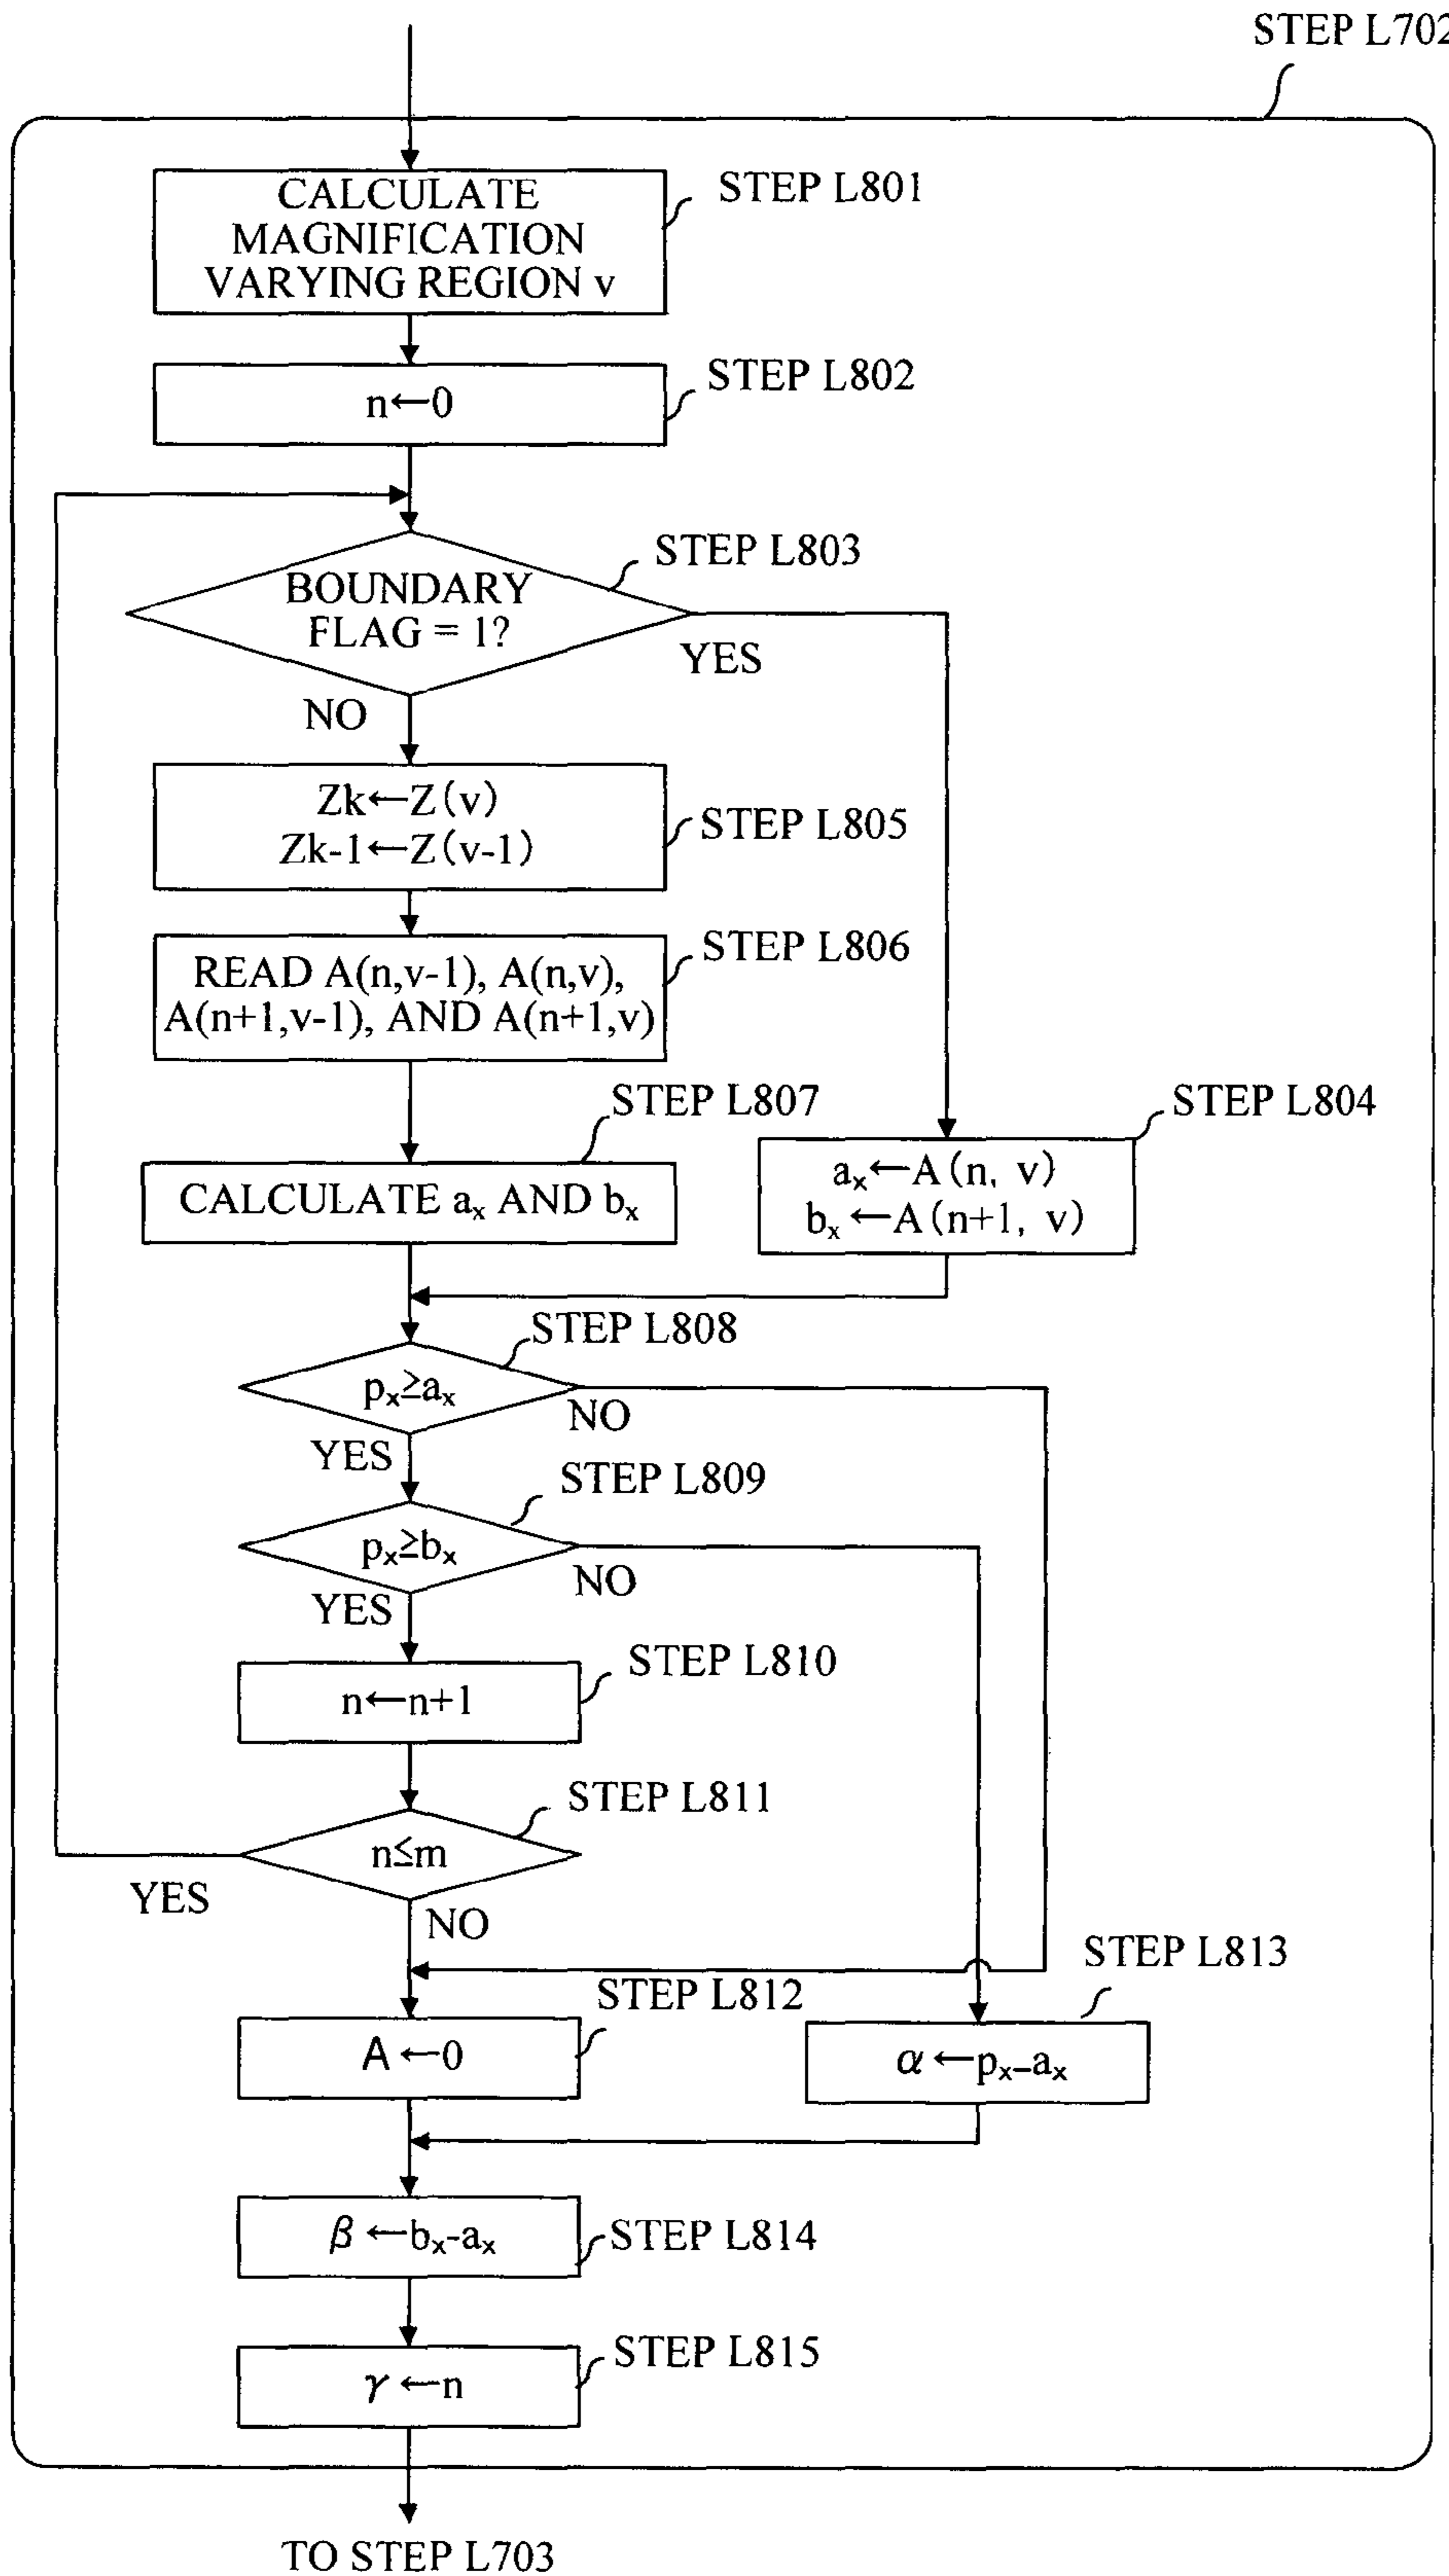 STEP L702
CALCULATE
MAGNIFICATION
VARYING REGION v
STEP L801
n←0
STEP L802
BOUNDARY
FLAG = 1?
STEP L803
YES
NO
Zk←Z(v)
Zk-1←Z(v-1)
STEP L805
READ A(n,v-1), A(n,v),
A(n+1,v-1), AND A(n+1,v)
STEP L806
STEP L807
CALCULATE aₓ AND bₓ
STEP L804
aₓ←A(n, v)
bₓ←A(n+1, v)
STEP L808
pₓ≥aₓ
NO
YES
STEP L809
pₓ≥bₓ
NO
YES
STEP L810
n←n+1
STEP L811
n≤m
YES
NO
STEP L812
A←0
STEP L813
α←pₓ-aₓ
β←bₓ-aₓ
STEP L814
γ←n
STEP L815
TO STEP L703